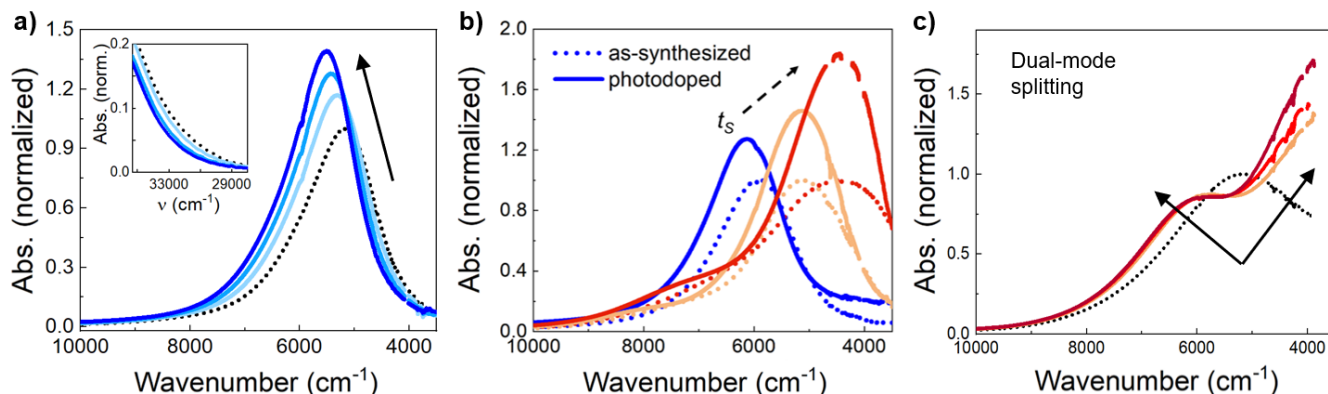 a)
1.5
1.2
0.9
0.6
0.3
0.0
Abs. (normalized)
10000 8000 6000 4000
Wavenumber (cm⁻¹)
0.2
0.1
0.0
Abs. (norm.)
33000 29000
ν (cm⁻¹)
b)
2.0
1.6
1.2
0.8
0.4
0.0
Abs. (normalized)
as-synthesized
photodoped
tS
10000 8000 6000 4000
Wavenumber (cm⁻¹)
c)
1.5
1.0
0.5
0.0
Abs. (normalized)
Dual-mode
splitting
10000 8000 6000 4000
Wavenumber (cm⁻¹)